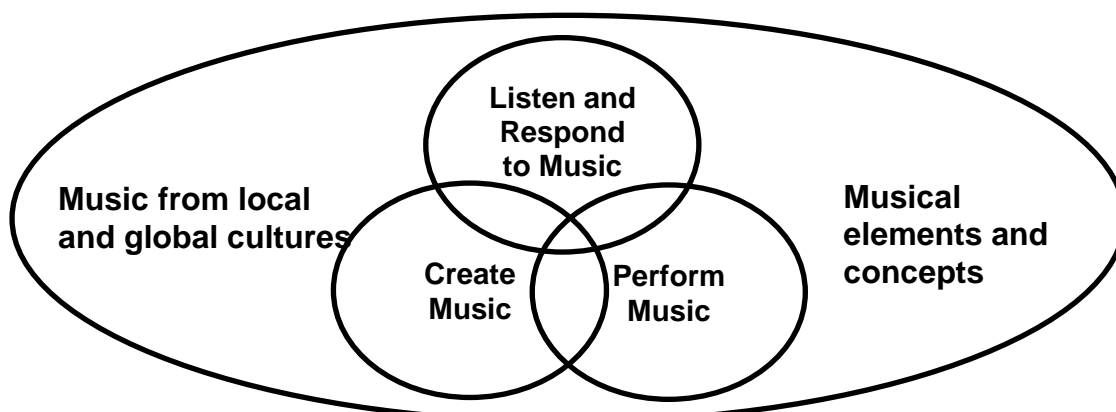 Listen and
Respond
to Music
Music from local
and global cultures
Musical
elements and
concepts
Create
Music
Perform
Music